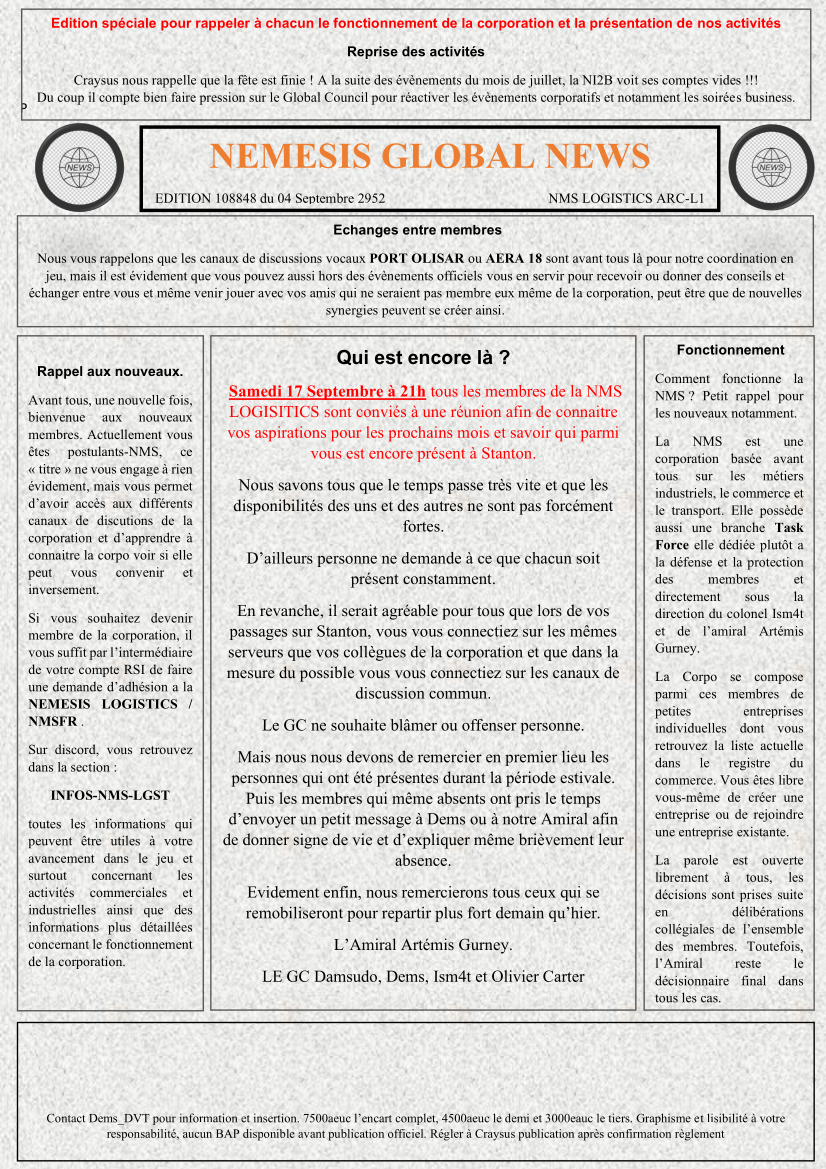 Edition spéciale pour rappeler à chacun le fonctionnement de la corporation et la présentation de nos activités
Reprise des activités
Craysus nous rappelle que la fête est finie ! A la suite des évènements du mois de juillet, la NI2B voit ses comptes vides !!!
Du coup il compte bien faire pression sur le Global Council pour réactiver les évènements corporatifs et notamment les soirées business.
NEWS
NEMESIS GLOBAL NEWS
EDITION 108848 du 04 Septembre 2952 NMS LOGISTICS ARC-L1
NEWS
Echanges entre membres
Nous vous rappelons que les canaux de discussions vocaux PORT OLISAR ou AERA 18 sont avant tous là pour notre coordination en
jeu, mais il est évidement que vous pouvez aussi hors des évènements officiels vous en servir pour recevoir ou donner des conseils et
échanger entre vous et même venir jouer avec vos amis qui ne seraient pas membre eux même de la corporation, peut être que de nouvelles
synergies peuvent se créer ainsi.
Rappel aux nouveaux.
Avant tous, une nouvelle fois,
bienvenue aux nouveaux
membres. Actuellement vous
êtes postulants-NMS, ce
« titre » ne vous engage à rien
évidement, mais vous permet
d'avoir accès aux différents
canaux de discutions de la
corporation et d'apprendre à
connaitre la corpo voir si elle
peut vous convenir et
inversement.
Si vous souhaitez devenir
membre de la corporation, il
vous suffit par l'intermédiaire
de votre compte RSI de faire
une demande d'adhésion a la
NEMESIS LOGISTICS /
NMSFR .
Sur discord, vous retrouvez
dans la section :
INFOS-NMS-LGST
toutes les informations qui
peuvent être utiles à votre
avancement dans le jeu et
surtout concernant les
activités commerciales et
industrielles ainsi que des
informations plus détaillées
concernant le fonctionnement
de la corporation.
Qui est encore là ?
Samedi 17 Septembre à 21h tous les membres de la NMS
LOGISITICS sont conviés à une réunion afin de connaitre
vos aspirations pour les prochains mois et savoir qui parmi
vous est encore présent à Stanton.
Nous savons tous que le temps passe très vite et que les
disponibilités des uns et des autres ne sont pas forcément
fortes.
D'ailleurs personne ne demande à ce que chacun soit
présent constamment.
En revanche, il serait agréable pour tous que lors de vos
passages sur Stanton, vous vous connectiez sur les mêmes
serveurs que vos collègues de la corporation et que dans la
mesure du possible vous vous connectiez sur les canaux de
discussion commun.
Le GC ne souhaite blâmer ou offenser personne.
Mais nous nous devons de remercier en premier lieu les
personnes qui ont été présentes durant la période estivale.
Puis les membres qui même absents ont pris le temps
d'envoyer un petit message à Dems ou à notre Amiral afin
de donner signe de vie et d'expliquer même brièvement leur
absence.
Evidement enfin, nous remercierons tous ceux qui se
remobiliseront pour repartir plus fort demain qu'hier.
L'Amiral Artémis Gurney.
LE GC Damsudo, Dems, Ism4t et Olivier Carter
Fonctionnement
Comment fonctionne la
NMS ? Petit rappel pour
les nouveaux notamment.
La NMS est une
corporation basée avant
tous sur les métiers
industriels, le commerce et
le transport. Elle possède
aussi une branche Task
Force elle dédiée plutôt a
la défense et la protection
des membres et
directement sous la
direction du colonel Ism4t
et de l'amiral Artémis
Gurney.
La Corpo se compose
parmi ces membres de
petites entreprises
individuelles dont vous
retrouvez la liste actuelle
dans le registre du
commerce. Vous êtes libre
vous-même de créer une
entreprise ou de rejoindre
une entreprise existante.
La parole est ouverte
librement à tous, les
décisions sont prises suite
en délibérations
collégiales de l'ensemble
des membres. Toutefois,
l'Amiral reste le
décisionnaire final dans
tous les cas.
Contact Dems_DVT pour information et insertion. 7500aeuc l'encart complet, 4500aeuc le demi et 3000eauc le tiers. Graphisme et lisibilité à votre
responsabilité, aucun BAP disponible avant publication officiel. Régler à Craysus publication après confirmation règlement